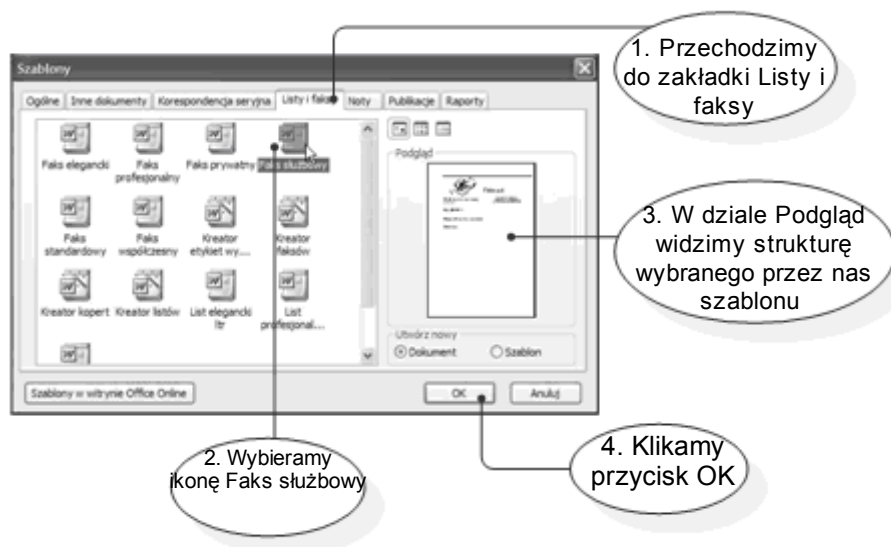 1. Przechodzimy
do zakładki Listy i
faksy
Szablony
Ogólne Inne dokumenty Korespondencja seryjna Listy i faksy Noty Publikacje Raporty
Podgląd
Faks elegancki Faks profesjonalny Faks prywatny Faks służbowy
Faks standardowy Faks współczesny Kreator etykiet wy.... Kreator faksów
Kreator kopert Kreator listów List elegancki ltr List profesjonal...
3. W dziale Podgląd
widzimy strukturę
wybranego przez nas
szablonu
Utwórz nowy
Dokument Szablon
Szablony w witrynie Office Online OK Anuluj
2. Wybieramy
ikonę Faks służbowy
4. Klikamy
przycisk OK